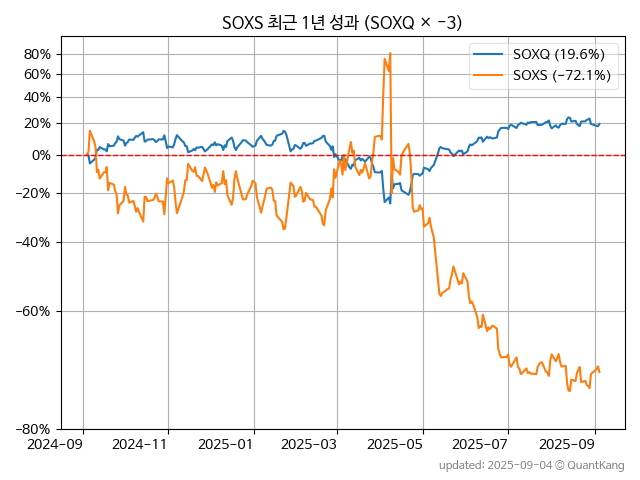 SOXS 최근 1년 성과 (SOXQ × −3)
SOXQ (19.6%)
SOXS (−72.1%)
80%
60%
40%
20%
0%
−20%
−40%
−60%
−80%
2024-09 2024-11 2025-01 2025-03 2025-05 2025-07 2025-09
updated: 2025-09-04 © QuantKang